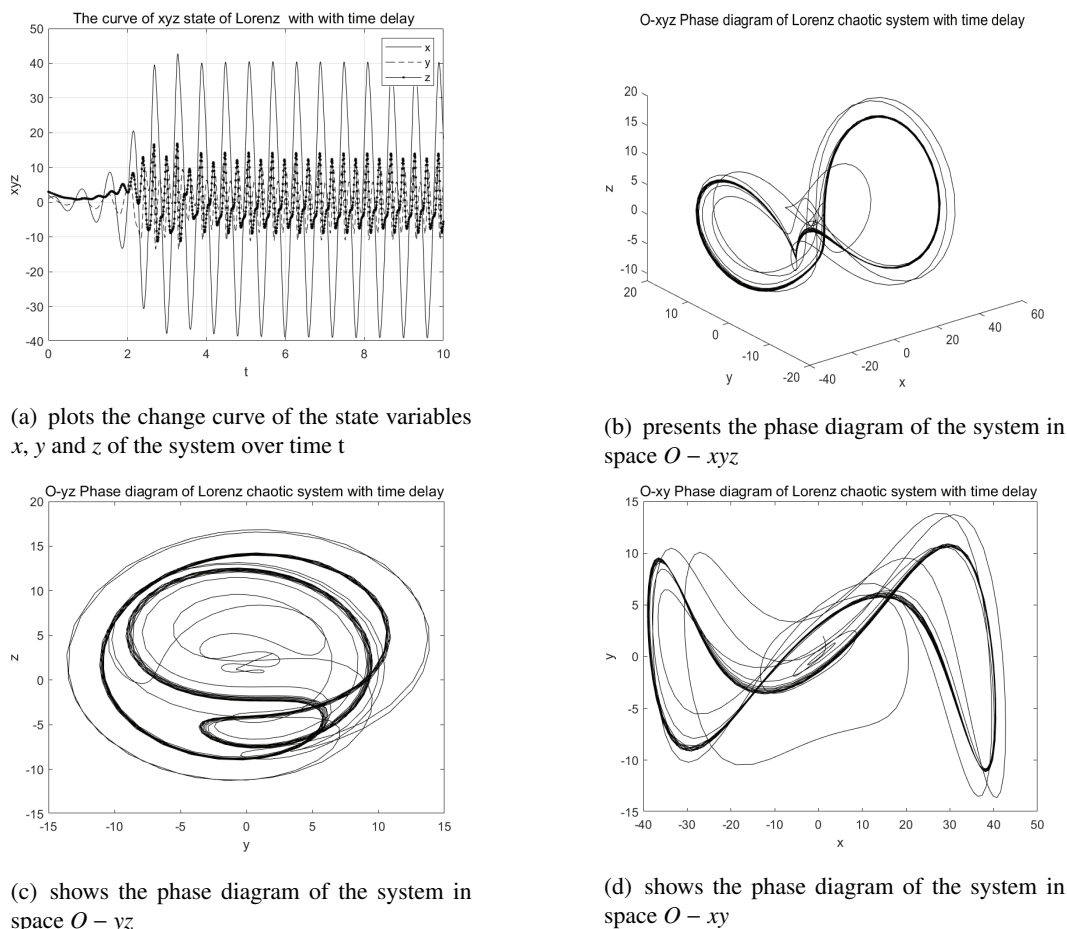 The curve of xyz state of Lorenz  with with time delay
50
40
30
20
10
0
-10
-20
-30
-40
xyz
x
y
z
0
2
4
6
8
10
t
(a) plots the change curve of the state variables
x, y and z of the system over time t
O-xyz Phase diagram of Lorenz chaotic system with time delay
20
15
10
5
0
-5
-10
z
20
10
0
-10
-20
y
-40
-20
0
20
40
60
x
(b) presents the phase diagram of the system in
space O − xyz
O-yz Phase diagram of Lorenz chaotic system with time delay
20
15
10
5
0
-5
-10
-15
z
-15
-10
-5
0
5
10
15
y
(c) shows the phase diagram of the system in
space O − yz
O-xy Phase diagram of Lorenz chaotic system with time delay
15
10
5
0
-5
-10
-15
y
-40
-30
-20
-10
0
10
20
30
40
50
x
(d) shows the phase diagram of the system in
space O − xy